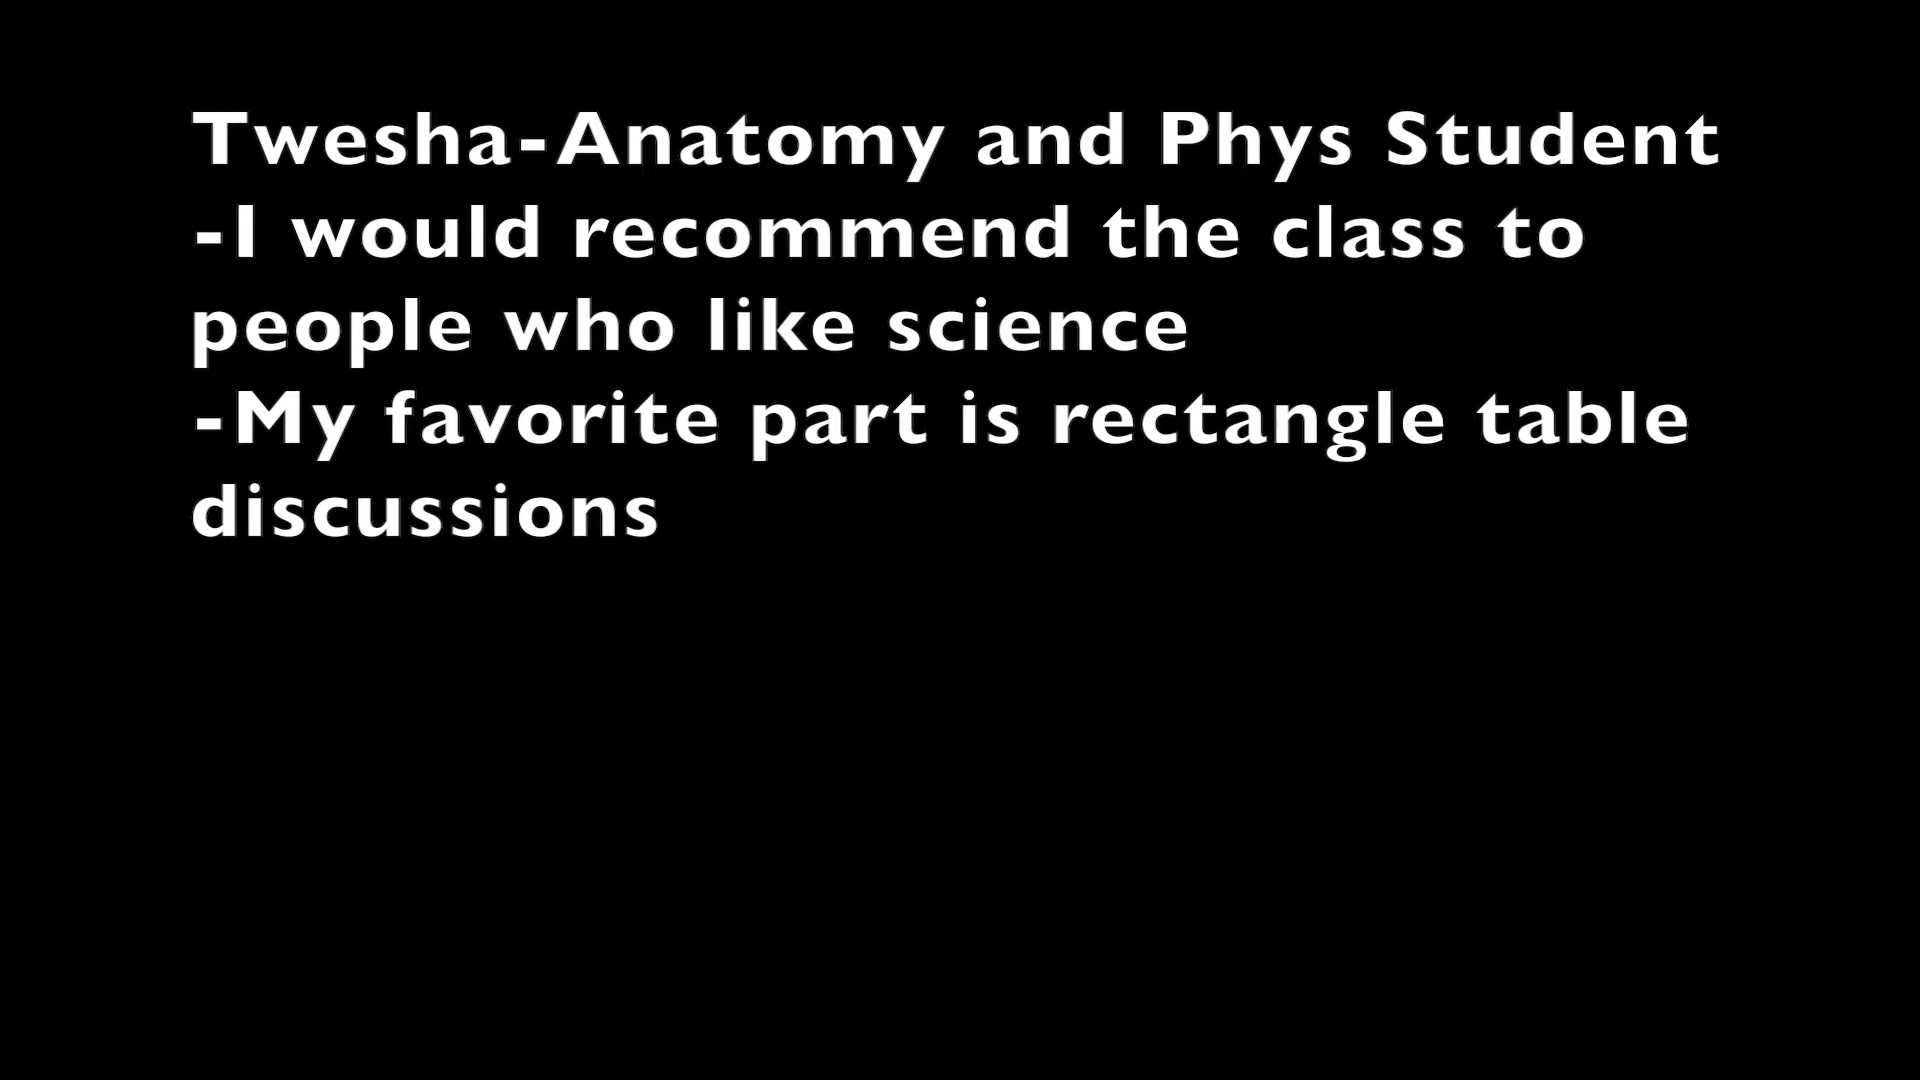 Twesha-Anatomy and Phys Student
-I would recommend the class to
people who like science
-My favorite part is rectangle table
discussions